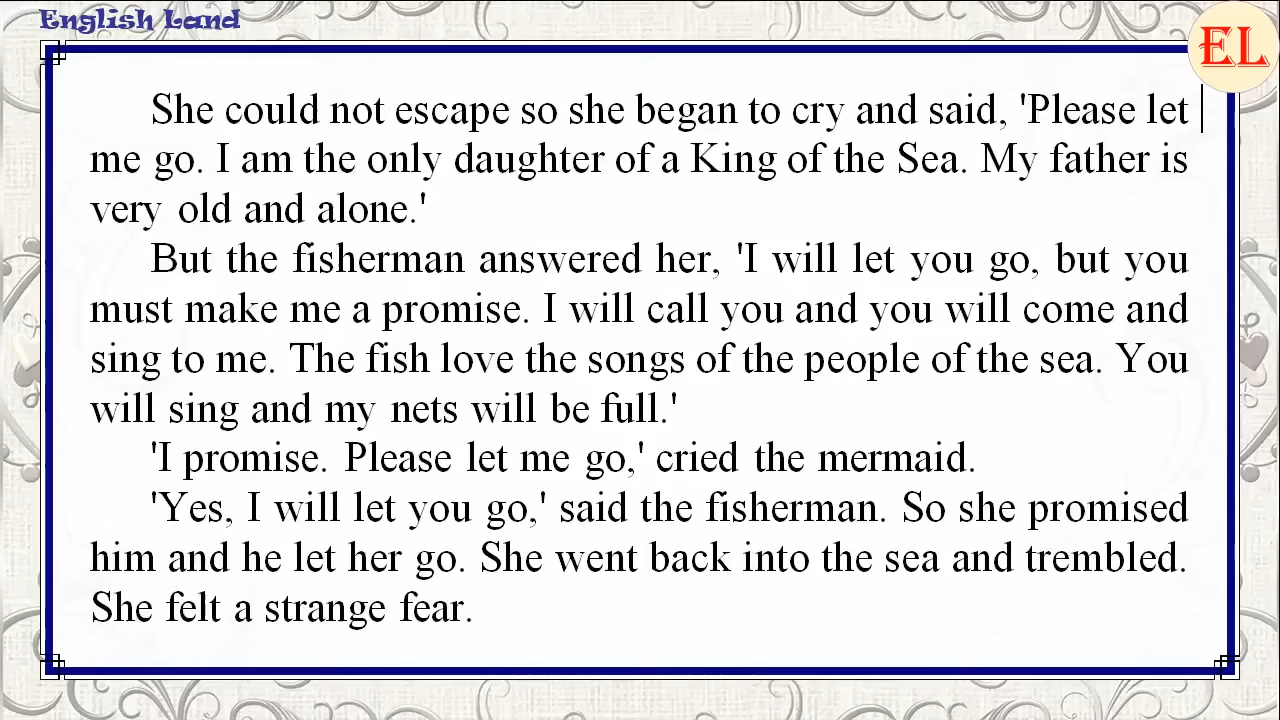 English Land
EL
She could not escape so she began to cry and said, 'Please let
me go. I am the only daughter of a King of the Sea. My father is
very old and alone.'
But the fisherman answered her, 'I will let you go, but you
must make me a promise. I will call you and you will come and
sing to me. The fish love the songs of the people of the sea. You
will sing and my nets will be full.'
'I promise. Please let me go,' cried the mermaid.
'Yes, I will let you go,' said the fisherman. So she promised
him and he let her go. She went back into the sea and trembled.
She felt a strange fear.